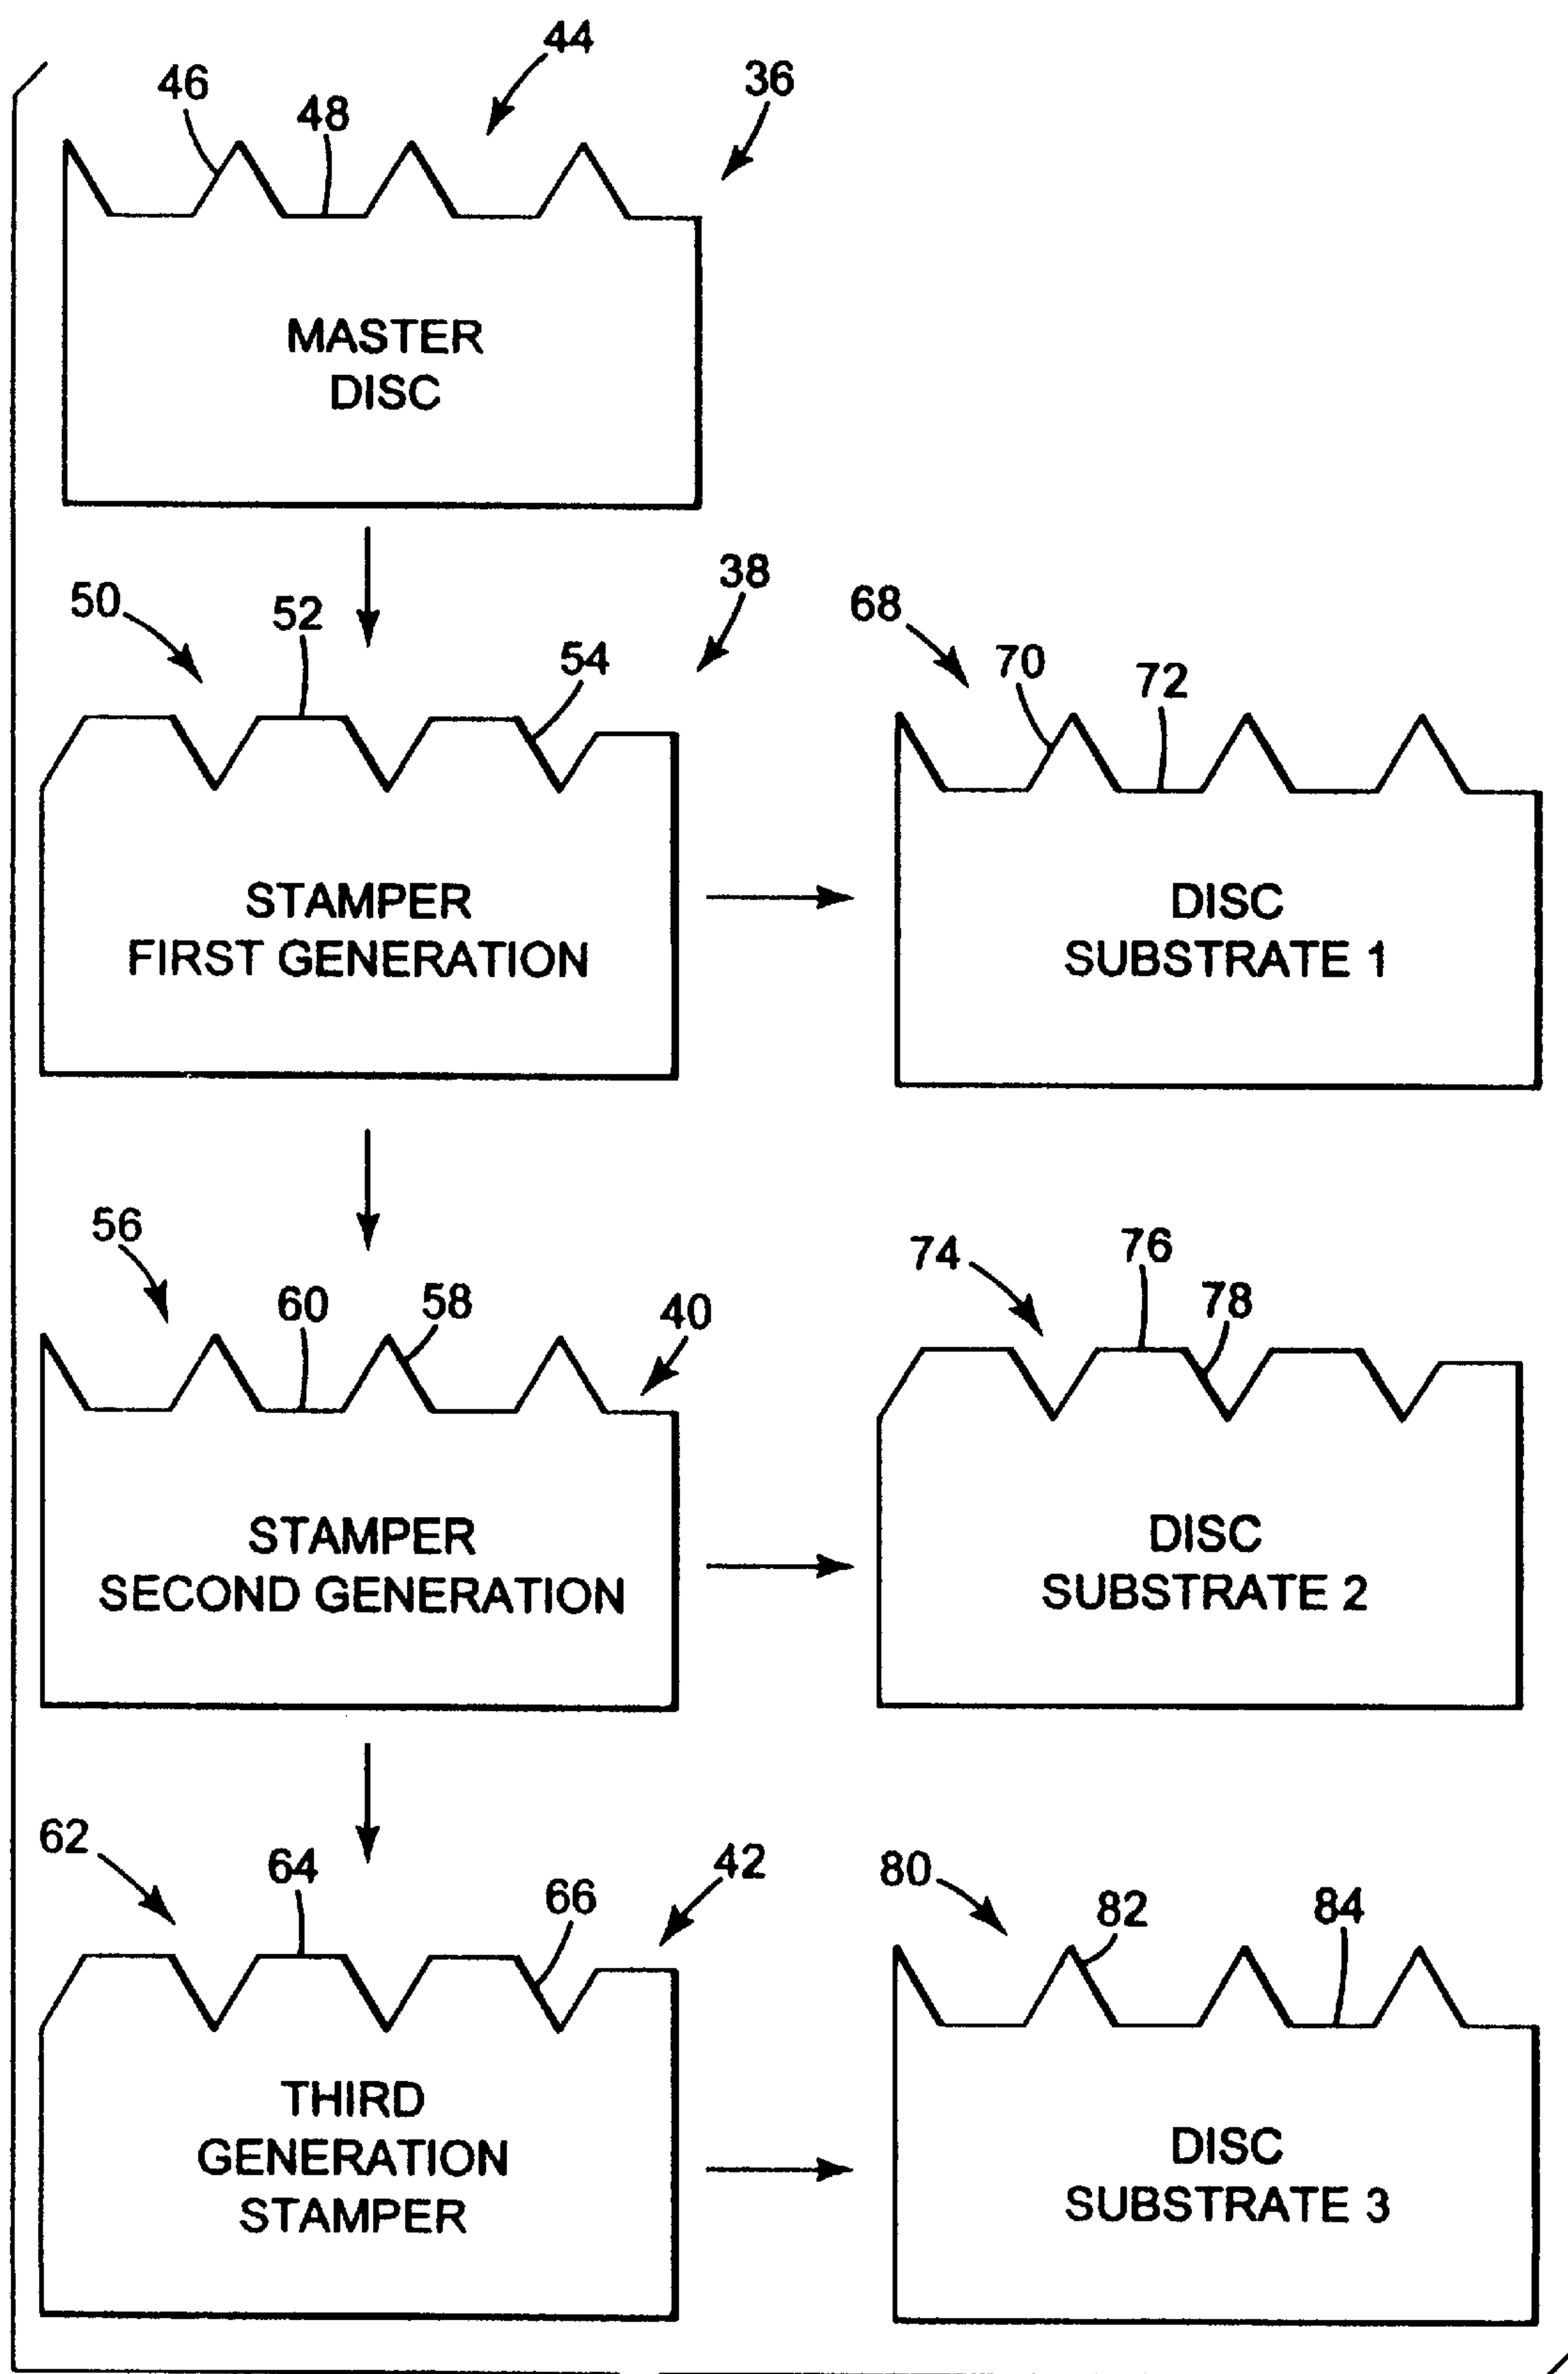 44
36
46
48
MASTER
DISC
38
50
52
54
68
70
72
STAMPER
FIRST GENERATION
DISC
SUBSTRATE 1
56
60
58
40
74
76
78
STAMPER
SECOND GENERATION
DISC
SUBSTRATE 2
62
64
66
42
80
82
84
THIRD
GENERATION
STAMPER
DISC
SUBSTRATE 3